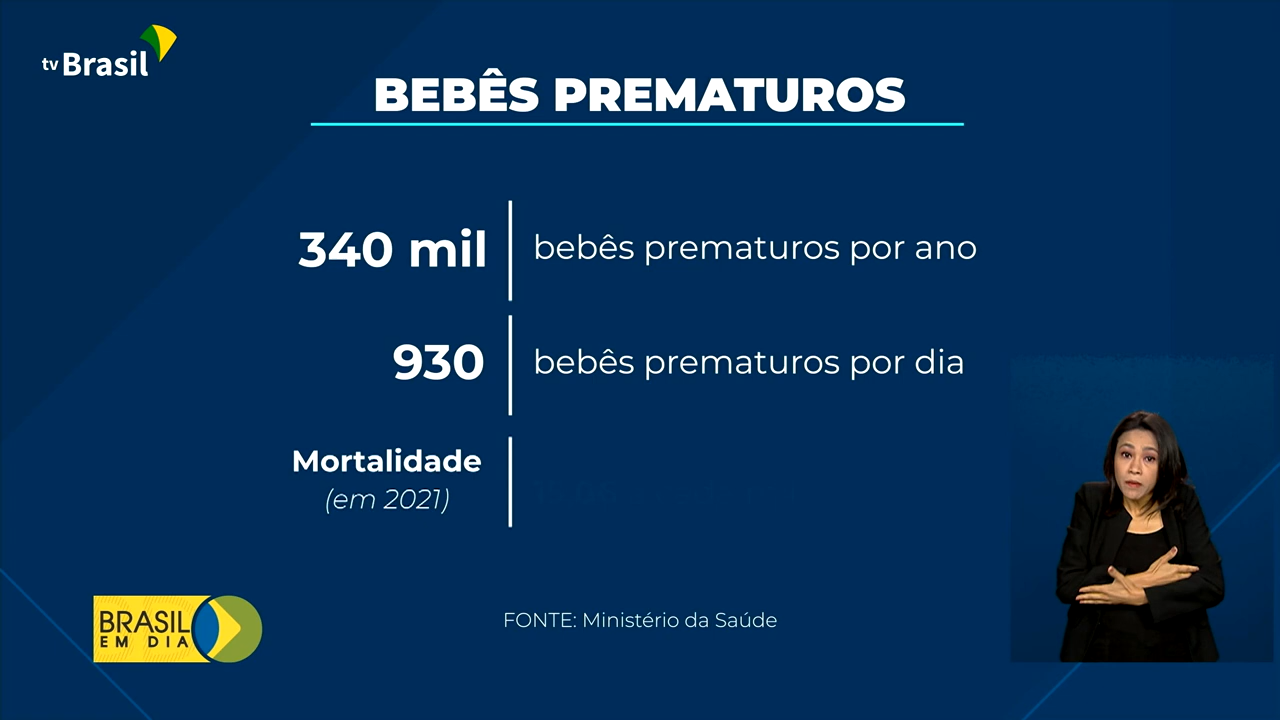 tv Brasil
BEBÊS PREMATUROS
340 mil
bebês prematuros por ano
930
bebês prematuros por dia
Mortalidade
(em 2021)
BRASIL
EM DIA
FONTE: Ministério da Saúde